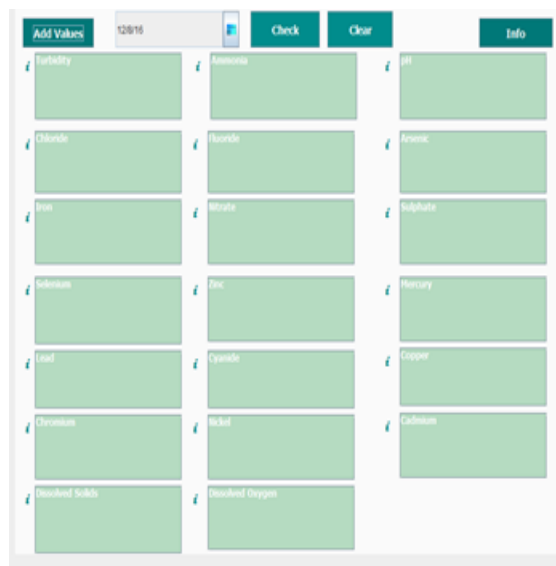 Add Values 12/8/16 Check Clear Info
i Turbidity i Ammonia i pH
i Chloride i Fluoride i Arsenic
i Iron i Nitrate i Sulphate
i Selenium i Zinc i Mercury
i Lead i Cyanide i Copper
i Chromium i Nickel i Cadmium
i Dissolved Solids i Dissolved Oxygen